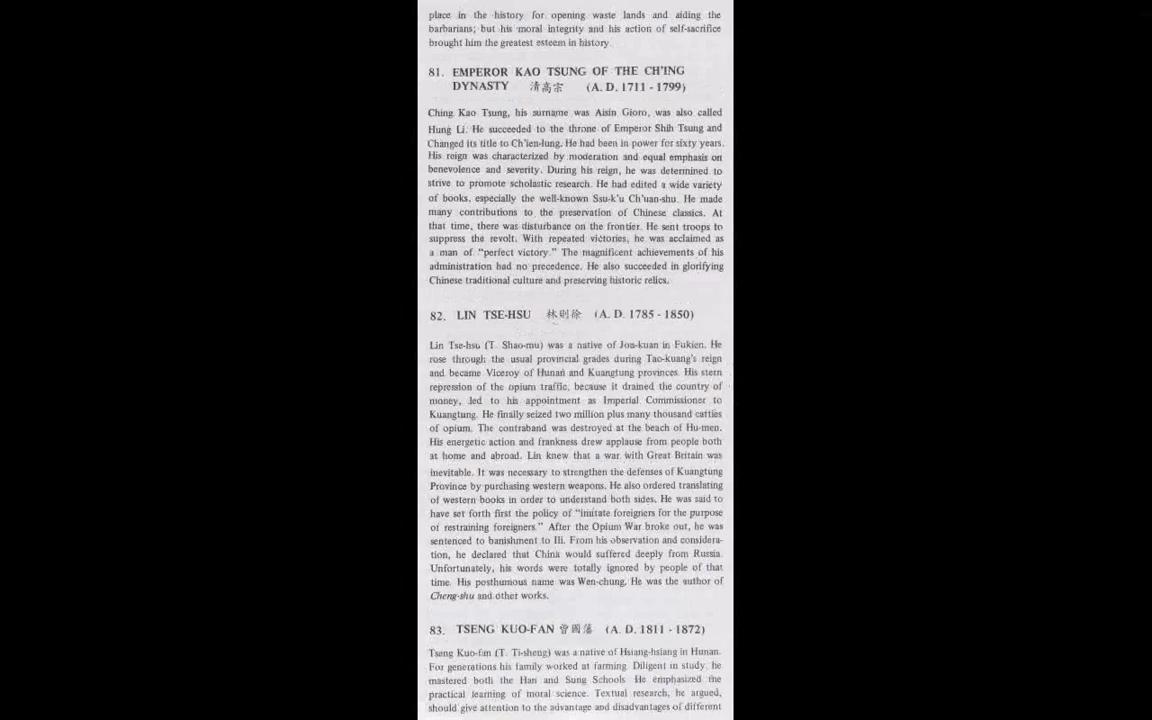 place in the history for opening waste lands and aiding the
barbarians; but his moral integrity and his action of self-sacrifice
brought him the greatest esteem in history.
81. EMPEROR KAO TSUNG OF THE CH'ING
DYNASTY 清高宗 (A. D. 1711 - 1799)
Ching Kao Tsung, his surname was Aisin Gioro, was also called
Hung Li. He succeeded to the throne of Emperor Shih Tsung and
Changed its title to Ch'ien-lung. He had been in power for sixty years.
His reign was characterized by moderation and equal emphasis on
benevolence and severity. During his reign, he was determined to
strive to promote scholastic research. He had edited a wide variety
of books, especially the well-known Ssu-k'u Ch'uan-shu. He made
many contributions to the preservation of Chinese classics. At
that time, there was disturbance on the frontier. He sent troops to
suppress the revolt. With repeated victories, he was acclaimed as
a man of "perfect victory." The magnificent achievements of his
administration had no precedence. He also succeeded in glorifying
Chinese traditional culture and preserving historic relics.
82. LIN TSE-HSU 林則徐 (A. D. 1785 - 1850)
Lin Tse-hsu (T. Shao-mu) was a native of Jou-kuan in Fukien. He
rose through the usual provincial grades during Tao-kuang's reign
and became Viceroy of Hunan and Kuangtung provinces. His stern
repression of the opium traffic, because it drained the country of
money, led to his appointment as Imperial Commissioner to
Kuangtung. He finally seized two million plus many thousand catties
of opium. The contraband was destroyed at the beach of Hu-men.
His energetic action and frankness drew applause from people both
at home and abroad. Lin knew that a war with Great Britain was
inevitable. It was necessary to strengthen the defenses of Kuangtung
Province by purchasing western weapons. He also ordered translating
of western books in order to understand both sides. He was said to
have set forth first the policy of "imitate foreigners for the purpose
of restraining foreigners." After the Opium War broke out, he was
sentenced to banishment to Ili. From his observation and considera-
tion, he declared that China would suffered deeply from Russia.
Unfortunately, his words were totally ignored by people of that
time. His posthumous name was Wen-chung. He was the author of
Cheng-shu and other works.
83. TSENG KUO-FAN 曾國藩 (A. D. 1811 - 1872)
Tseng Kuo-fan (T. Ti-sheng) was a native of Hsiang-hsiang in Hunan.
For generations his family worked at farming. Diligent in study, he
mastered both the Han and Sung Schools. He emphasized the
practical learning of moral science. Textual research, he argued,
should give attention to the advantage and disadvantages of different